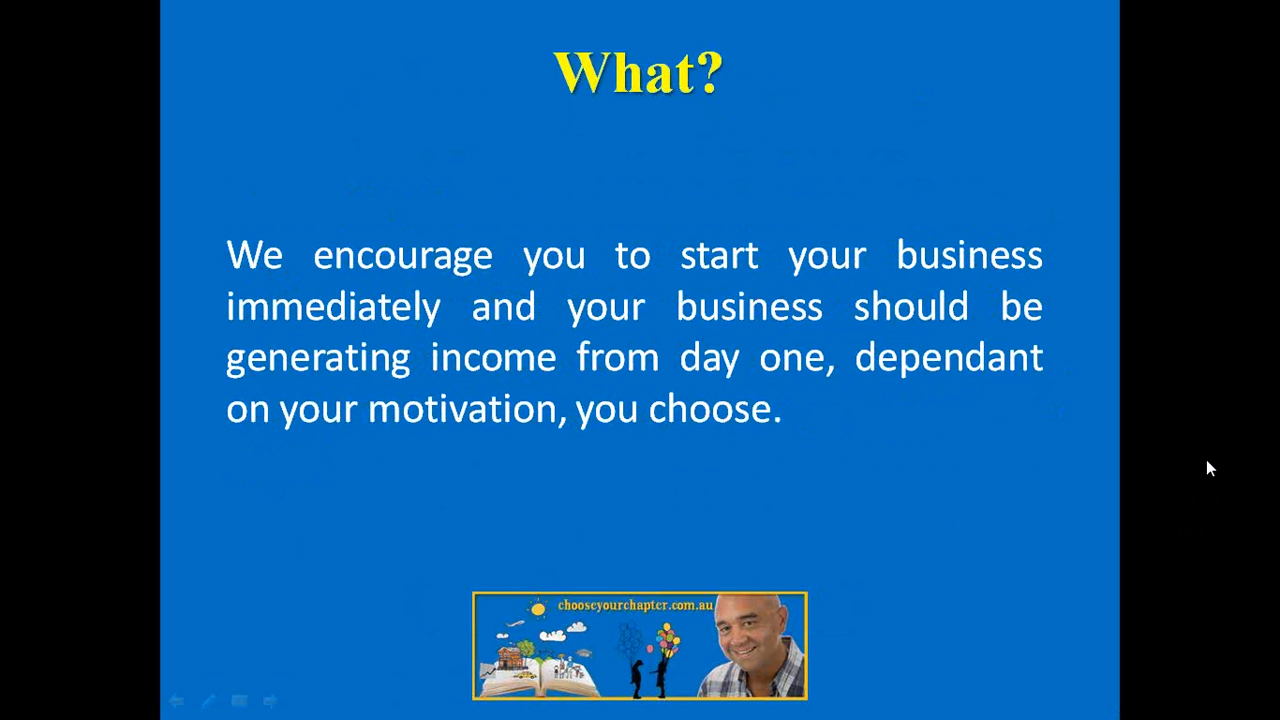 What?
We encourage you to start your business
immediately and your business should be
generating income from day one, dependant
on your motivation, you choose.
chooseyourchapter.com.au